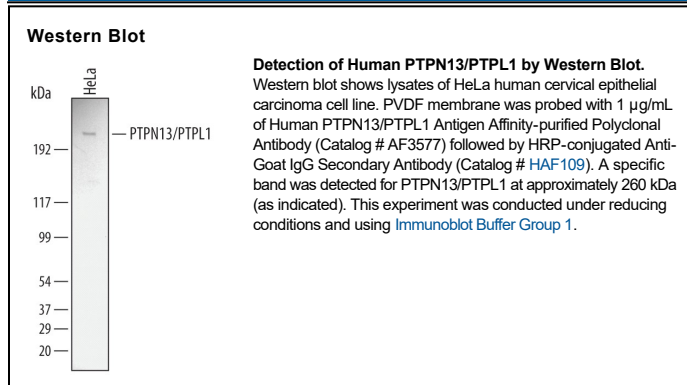 Western Blot
HeLa
kDa
PTPN13/PTPL1
192
117
99
54
37
29
20
Detection of Human PTPN13/PTPL1 by Western Blot.
Western blot shows lysates of HeLa human cervical epithelial
carcinoma cell line. PVDF membrane was probed with 1 µg/mL
of Human PTPN13/PTPL1 Antigen Affinity-purified Polyclonal
Antibody (Catalog # AF3577) followed by HRP-conjugated Anti-
Goat IgG Secondary Antibody (Catalog # HAF109). A specific
band was detected for PTPN13/PTPL1 at approximately 260 kDa
(as indicated). This experiment was conducted under reducing
conditions and using Immunoblot Buffer Group 1.